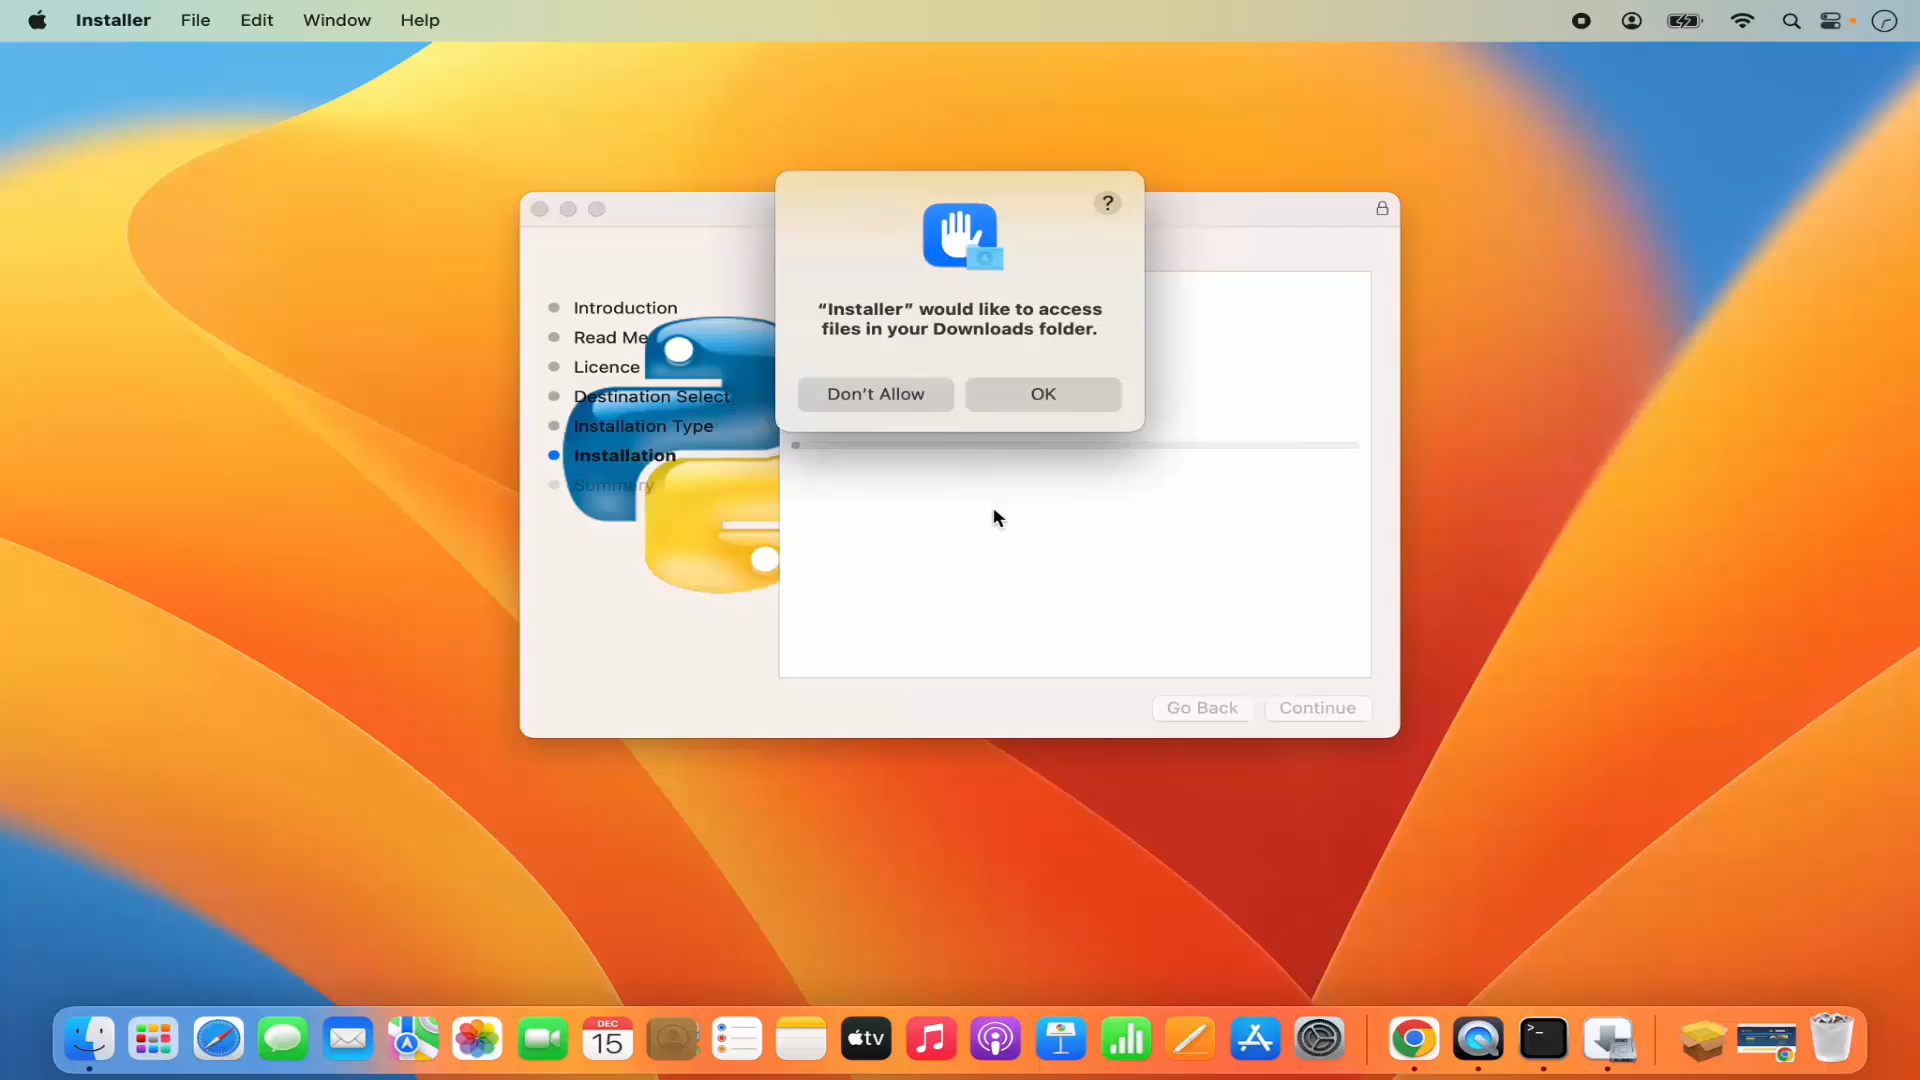 Installer File Edit Window Help
?
“Installer” would like to access
files in your Downloads folder.
Don’t Allow OK
Introduction
Read Me
Licence
Destination Select
Installation Type
Installation
Summary
Go Back Continue
DEC
15
tv
>_